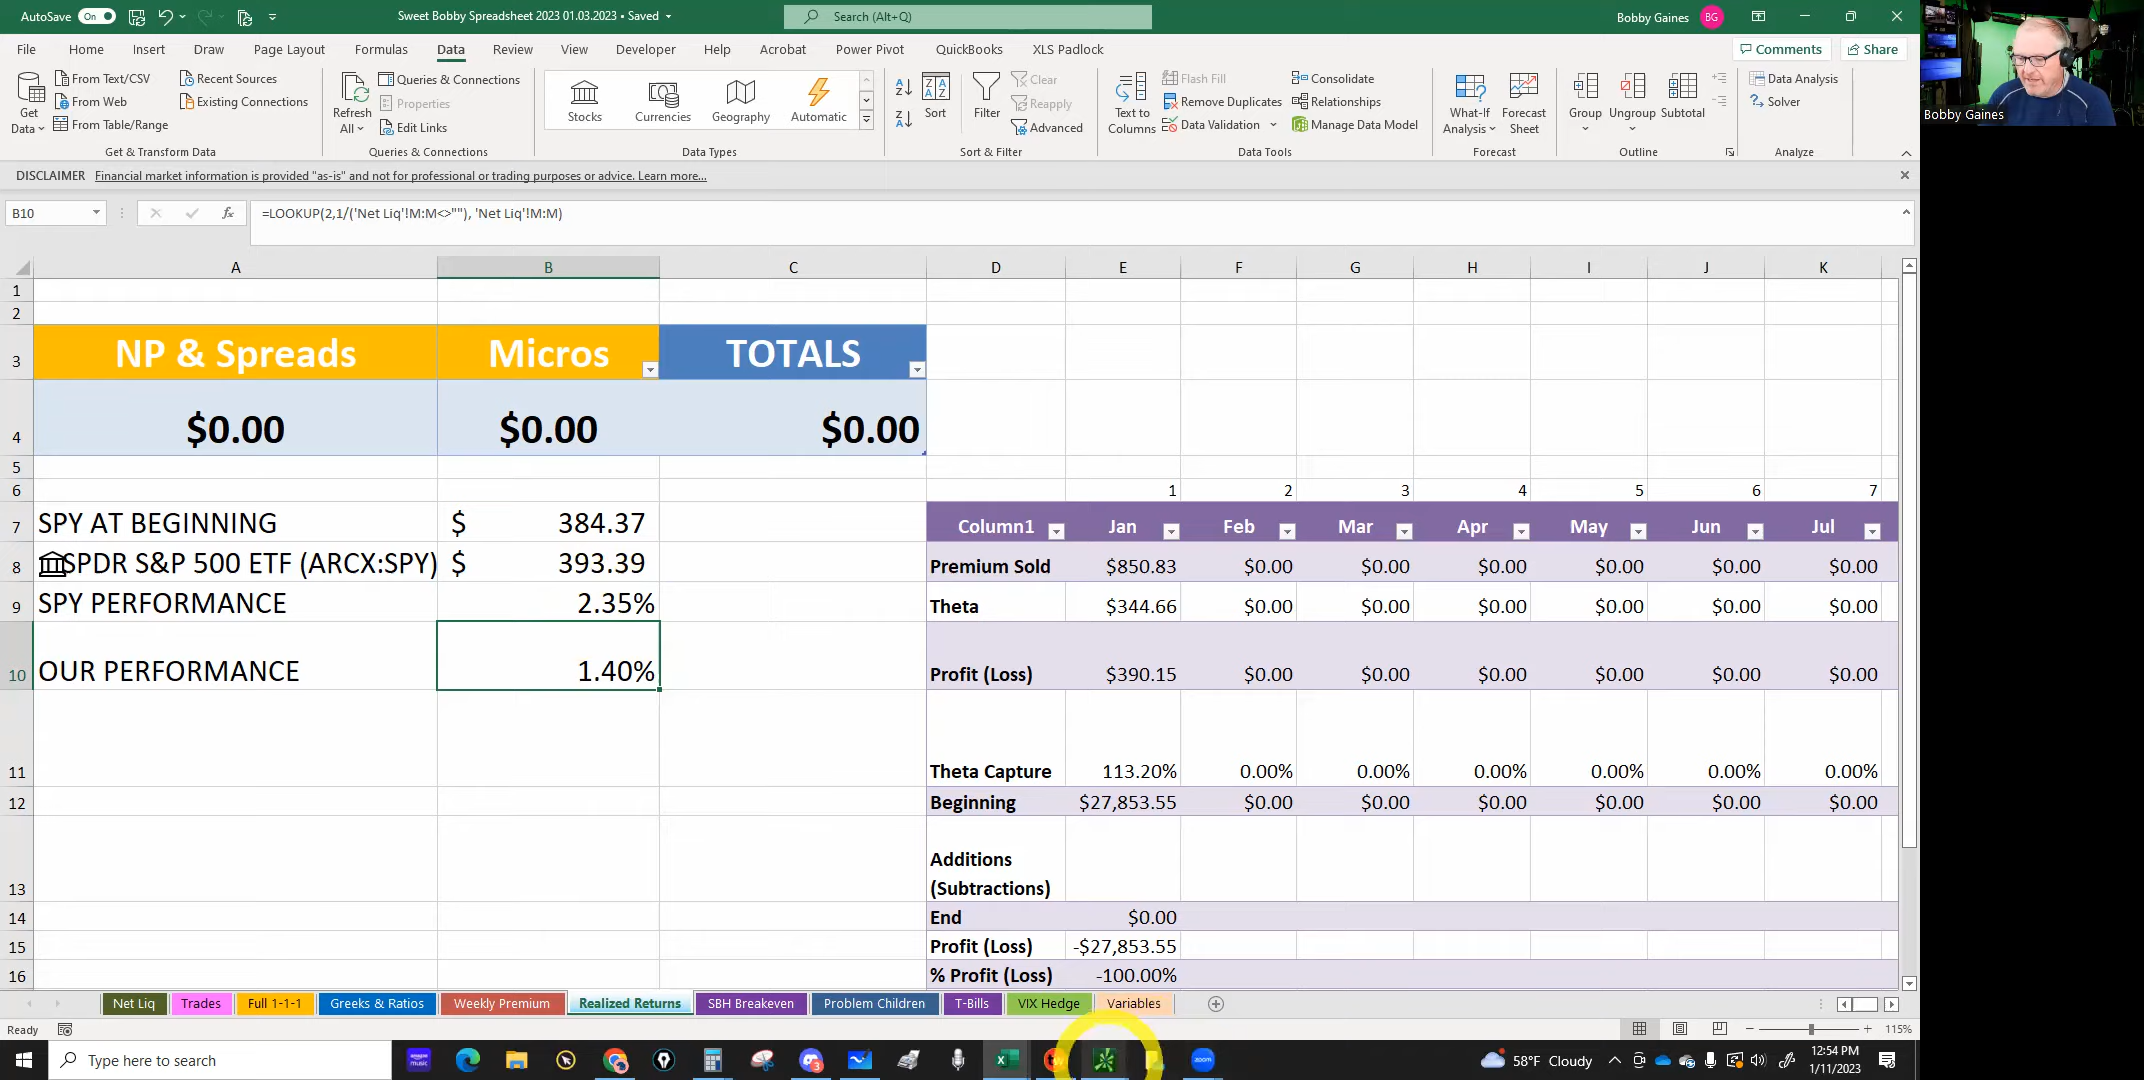 AutoSave On
Sweet Bobby Spreadsheet 2023 01.03.2023 • Saved
Search (Alt+Q)
Bobby Gaines BG
File Home Insert Draw Page Layout Formulas Data Review View Developer Help Acrobat Power Pivot QuickBooks XLS Padlock
Comments Share
Get Data
From Text/CSV
From Web
From Table/Range
Recent Sources
Existing Connections
Get & Transform Data
Refresh All
Queries & Connections
Properties
Edit Links
Queries & Connections
Stocks
Currencies
Geography
Automatic
Data Types
Sort
Filter
Clear
Reapply
Advanced
Sort & Filter
Text to Columns
Flash Fill
Remove Duplicates
Data Validation
Consolidate
Relationships
Manage Data Model
Data Tools
What-If Analysis
Forecast Sheet
Forecast
Group
Ungroup
Subtotal
Outline
Data Analysis
Solver
Analyze
Bobby Gaines
DISCLAIMER Financial market information is provided "as-is" and not for professional or trading purposes or advice. Learn more...
B10 fx =LOOKUP(2,1/('Net Liq'!M:M<>""), 'Net Liq'!M:M)
A B C D E F G H I J K
1
2
3 NP & Spreads Micros TOTALS
4 $0.00 $0.00 $0.00
5
6 1 2 3 4 5 6 7
7 SPY AT BEGINNING $ 384.37 Column1 Jan Feb Mar Apr May Jun Jul
8 SPDR S&P 500 ETF (ARCX:SPY) $ 393.39 Premium Sold $850.83 $0.00 $0.00 $0.00 $0.00 $0.00 $0.00
9 SPY PERFORMANCE 2.35% Theta $344.66 $0.00 $0.00 $0.00 $0.00 $0.00 $0.00
10 OUR PERFORMANCE 1.40% Profit (Loss) $390.15 $0.00 $0.00 $0.00 $0.00 $0.00 $0.00
11 Theta Capture 113.20% 0.00% 0.00% 0.00% 0.00% 0.00% 0.00%
12 Beginning $27,853.55 $0.00 $0.00 $0.00 $0.00 $0.00 $0.00
Additions
13 (Subtractions)
14 End $0.00
15 Profit (Loss) -$27,853.55
16 % Profit (Loss) -100.00%
Net Liq Trades Full 1-1-1 Greeks & Ratios Weekly Premium Realized Returns SBH Breakeven Problem Children T-Bills VIX Hedge Variables
Ready
115%
Type here to search
58°F Cloudy
12:54 PM
1/11/2023